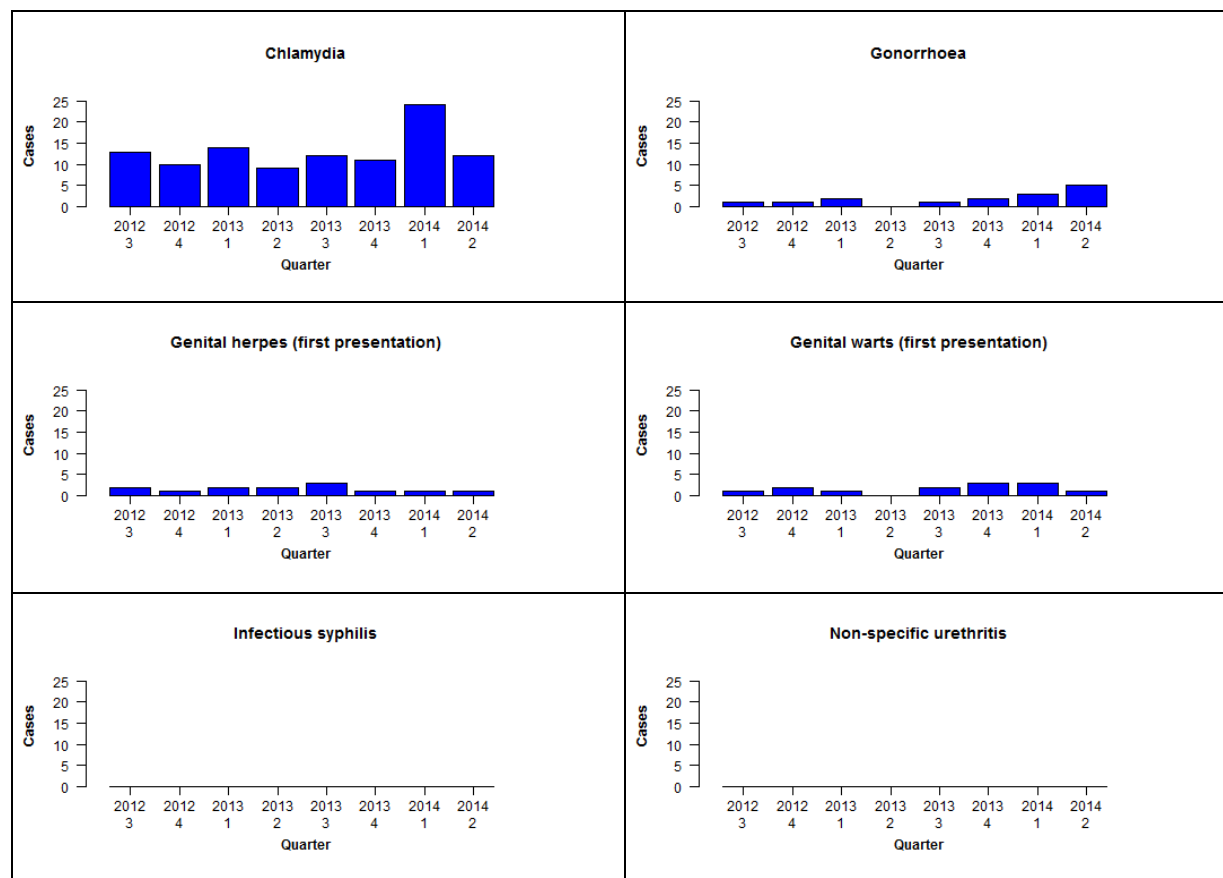 Chlamydia
Cases
25
20
15
10
5
0
2012 2012 2013 2013 2013 2013 2014 2014
3 4 1 2 3 4 1 2
Quarter
Gonorrhoea
Cases
25
20
15
10
5
0
2012 2012 2013 2013 2013 2013 2014 2014
3 4 1 2 3 4 1 2
Quarter
Genital herpes (first presentation)
Cases
25
20
15
10
5
0
2012 2012 2013 2013 2013 2013 2014 2014
3 4 1 2 3 4 1 2
Quarter
Genital warts (first presentation)
Cases
25
20
15
10
5
0
2012 2012 2013 2013 2013 2013 2014 2014
3 4 1 2 3 4 1 2
Quarter
Infectious syphilis
Cases
25
20
15
10
5
0
2012 2012 2013 2013 2013 2013 2014 2014
3 4 1 2 3 4 1 2
Quarter
Non-specific urethritis
Cases
25
20
15
10
5
0
2012 2012 2013 2013 2013 2013 2014 2014
3 4 1 2 3 4 1 2
Quarter